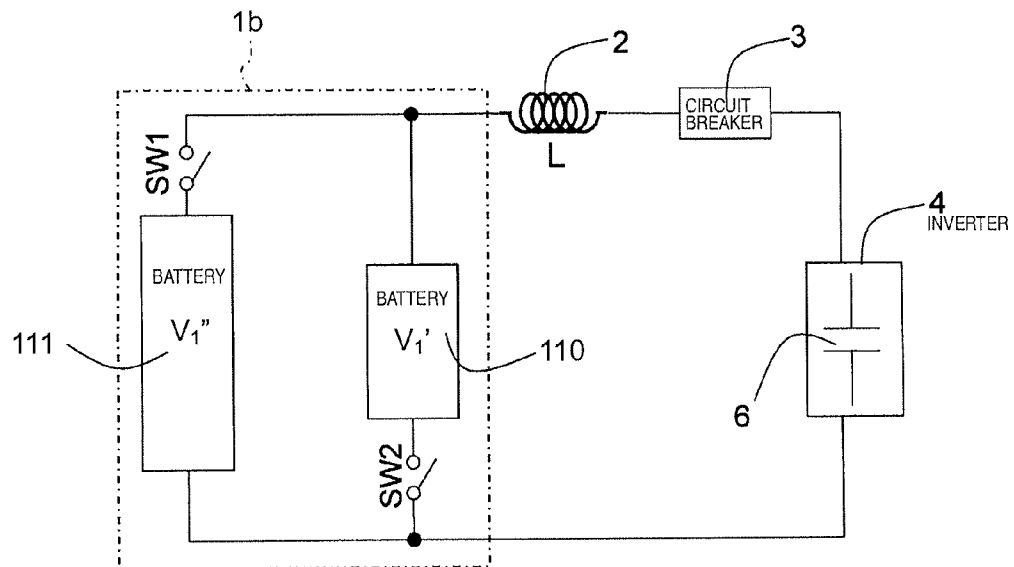 1b
2
3
CIRCUIT
BREAKER
L
SW1
4
INVERTER
BATTERY
V₁"
BATTERY
V₁'
111
110
6
SW2